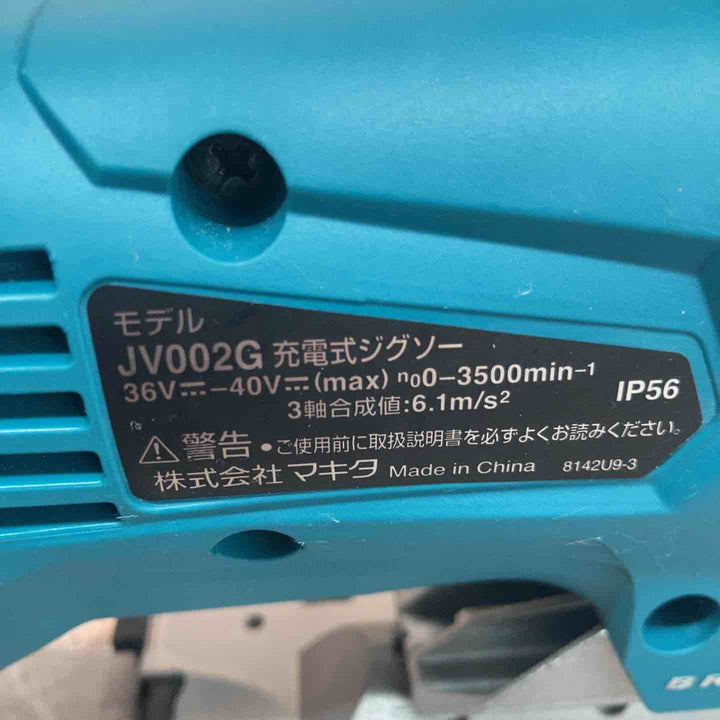 モデル
JV002G 充電式ジグソー
36V⎓-40V⎓(max) n₀0-3500min-¹
3軸合成値:6.1m/s²
IP56
⚠警告 ●ご使用前に取扱説明書を必ずよくお読みください。
株式会社 マキタ Made in China 8142U9-3